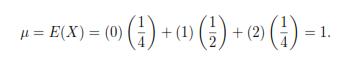 μ = E(X) = (0) (1/4) + (1) (1/2) + (2) (1/4) = 1.